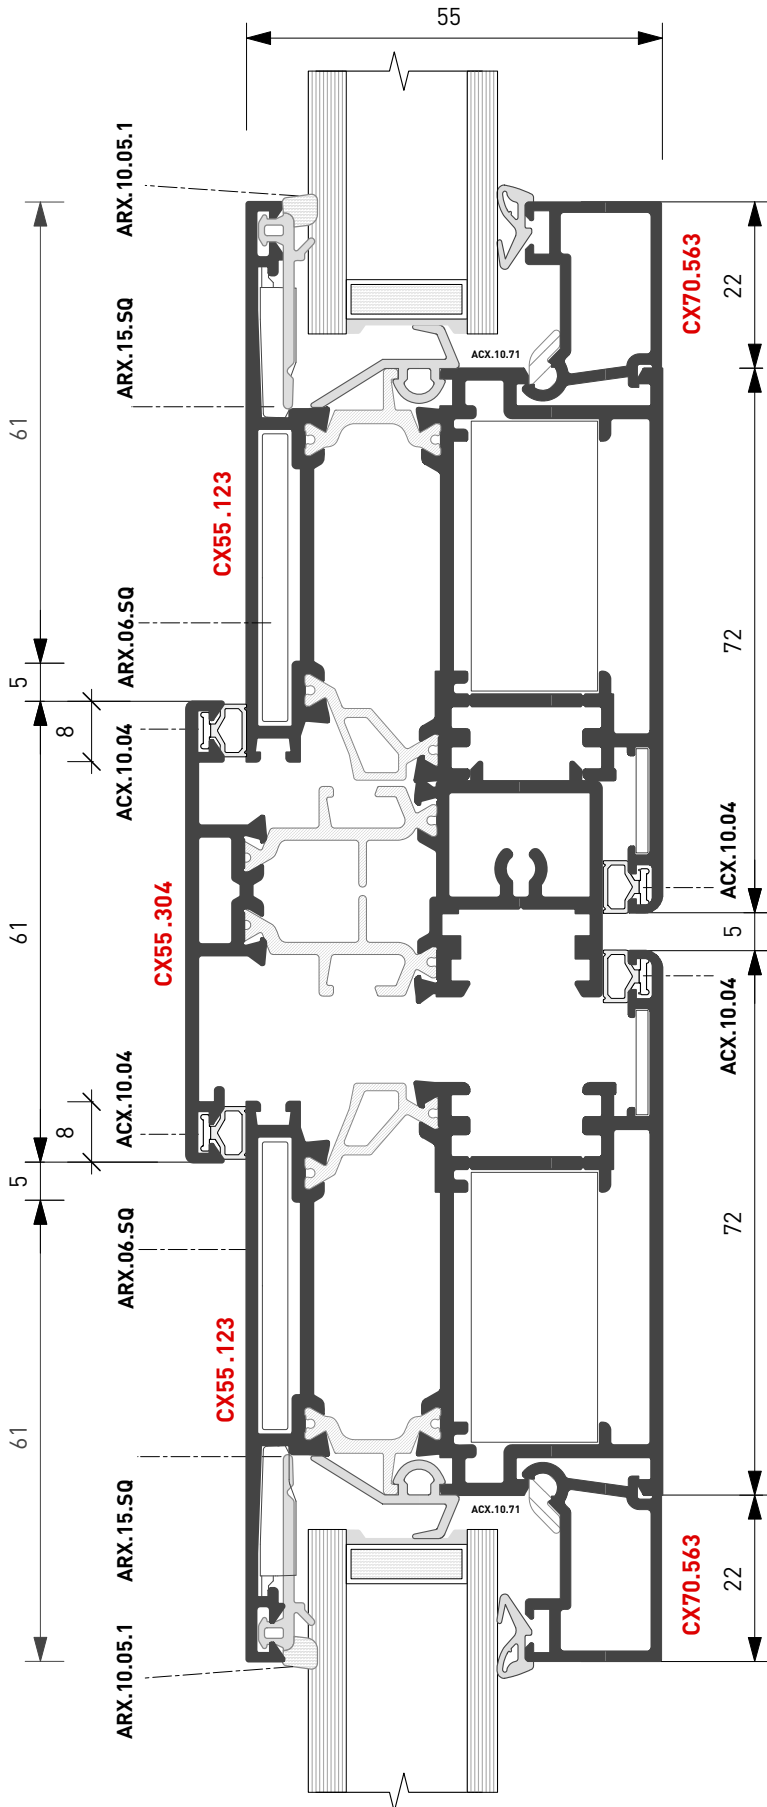 55
ARX.10.05.1
CX70.563
22
ARX.15.SQ
ACX.10.71
61
CX55.123
ARX.06.SQ
72
5
8
ACX.10.04
ACX.10.04
CX55.304
61
5
ACX.10.04
ACX.10.04
8
5
ARX.06.SQ
72
CX55.123
61
ARX.15.SQ
ACX.10.71
CX70.563
22
ARX.10.05.1